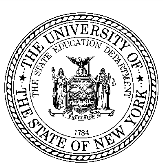 THE UNIVERSITY OF
THE STATE OF NEW YORK
THE STATE EDUCATION DEPARTMENT
1784